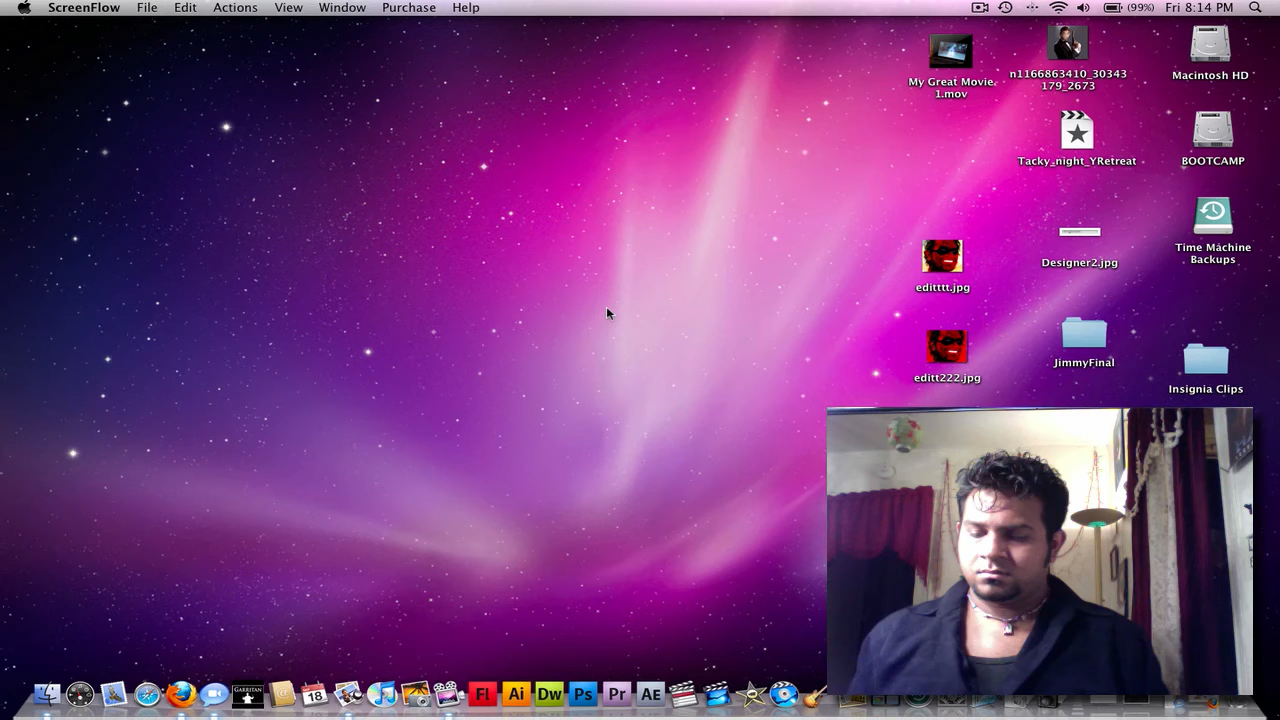 ScreenFlow File Edit Actions View Window Purchase Help (99%) Fri 8:14 PM
My Great Movie.
1.mov
n1166863410_30343
179_2673
Macintosh HD
Tacky_night_YRetreat
BOOTCAMP
Designer2.jpg
Time Machine
Backups
editttt.jpg
JimmyFinal
editt222.jpg
Insignia Clips
GARRITAN
18
Fl Ai Dw Ps Pr AE